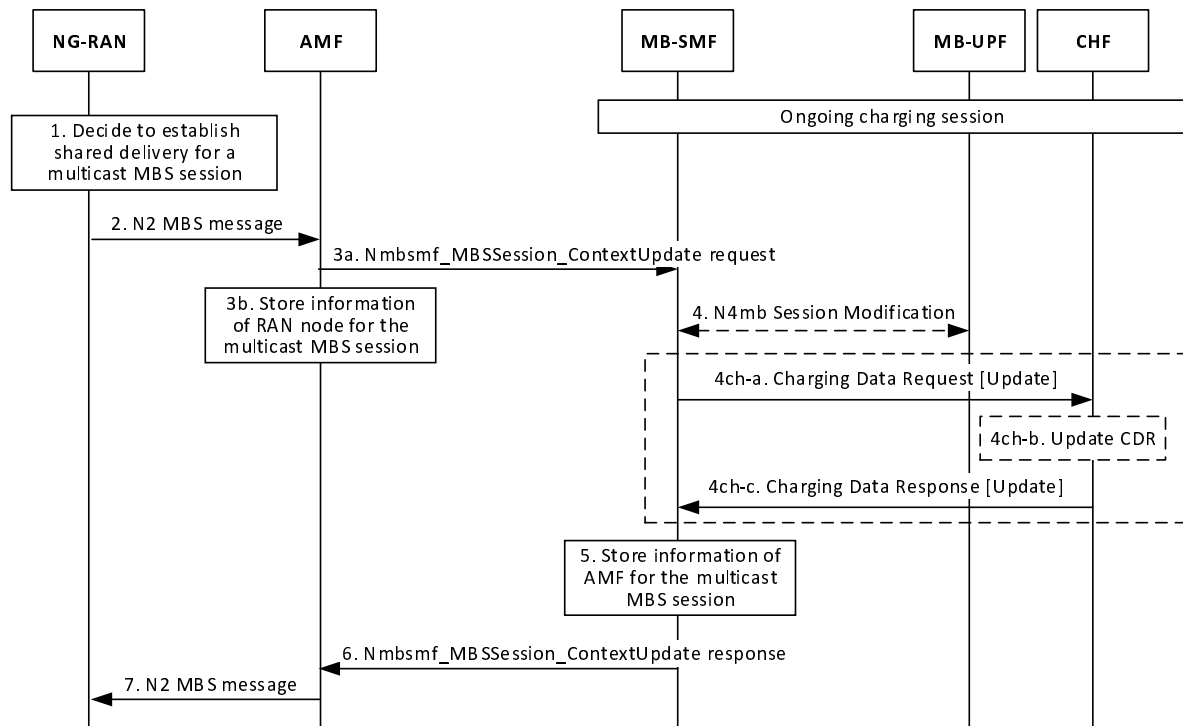 NG-RAN
AMF
MB-SMF
MB-UPF
CHF
Ongoing charging session
1. Decide to establish
shared delivery for a
multicast MBS session
2. N2 MBS message
3a. Nmbsmf_MBSSession_ContextUpdate request
3b. Store information
of RAN node for the
multicast MBS session
4. N4mb Session Modification
4ch-a. Charging Data Request [Update]
4ch-b. Update CDR
4ch-c. Charging Data Response [Update]
5. Store information of
AMF for the multicast
MBS session
6. Nmbsmf_MBSSession_ContextUpdate response
7. N2 MBS message